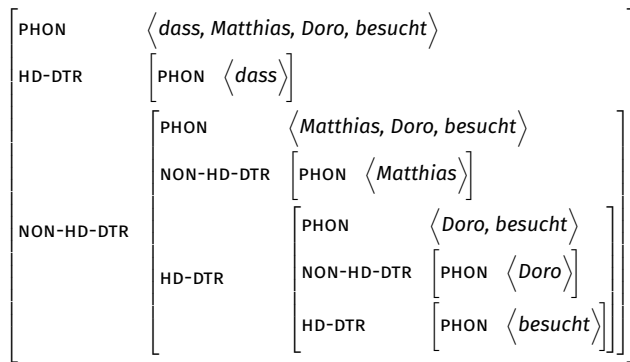 PHON ⟨dass, Matthias, Doro, besucht⟩
HD-DTR [PHON ⟨dass⟩]
PHON ⟨Matthias, Doro, besucht⟩
NON-HD-DTR [PHON ⟨Matthias⟩]
NON-HD-DTR
PHON ⟨Doro, besucht⟩
HD-DTR
NON-HD-DTR [PHON ⟨Doro⟩]
HD-DTR [PHON ⟨besucht⟩]